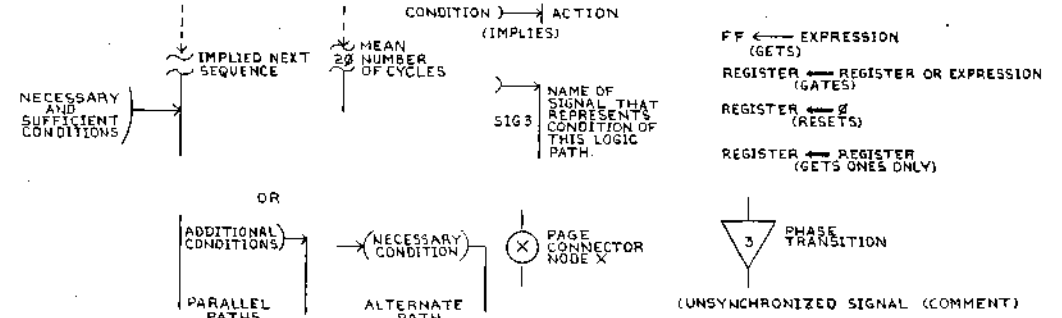 CONDITION ) ACTION
(IMPLIES)
IMPLIED NEXT
SEQUENCE
MEAN
20 NUMBER
OF CYCLES
NECESSARY
AND
SUFFICIENT
CONDITIONS
SIG3
NAME OF
SIGNAL THAT
REPRESENTS
CONDITION OF
THIS LOGIC
PATH.
FF ← EXPRESSION
(GETS)
REGISTER ← REGISTER OR EXPRESSION
(GATES)
REGISTER ← Ø
(RESETS)
REGISTER ← REGISTER
(GETS ONES ONLY)
OR
ADDITIONAL
CONDITIONS)
(NECESSARY
CONDITION)
X
PAGE
CONNECTOR
NODE X
3
PHASE
TRANSITION
PARALLEL
PATHS
ALTERNATE
PATH
(UNSYNCHRONIZED SIGNAL (COMMENT)